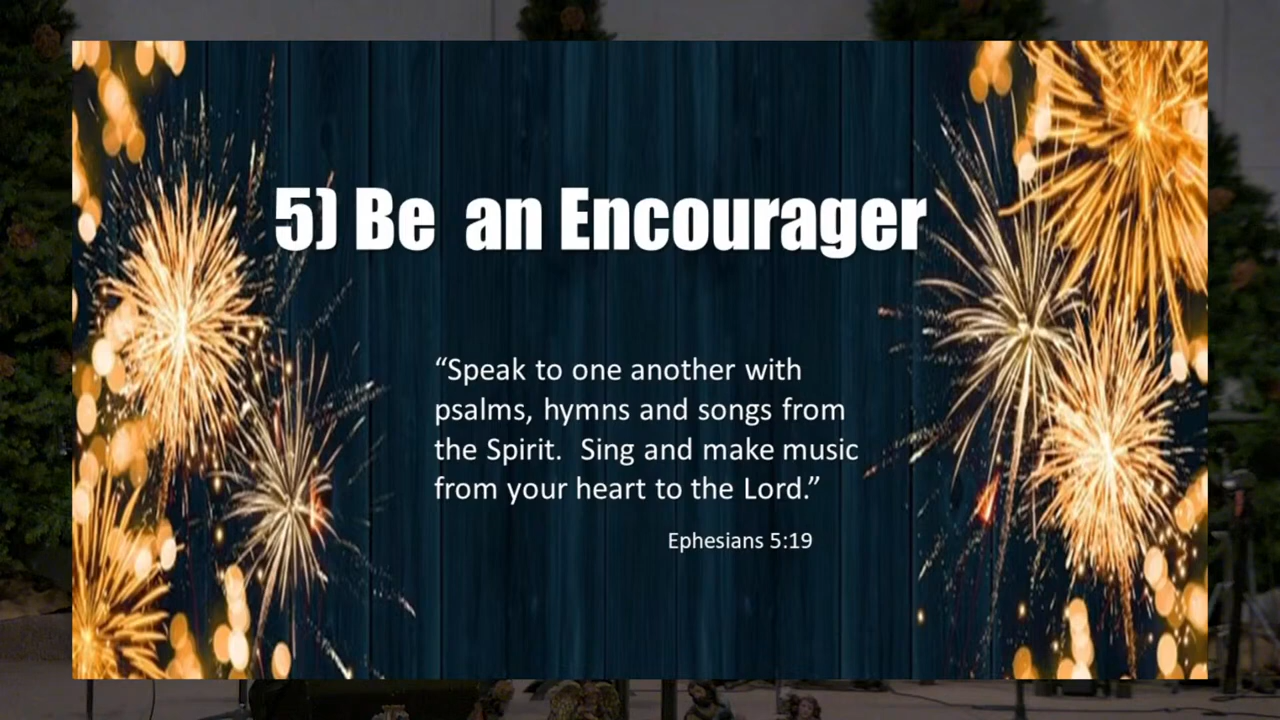 5) Be  an Encourager
“Speak to one another with
psalms, hymns and songs from
the Spirit.  Sing and make music
from your heart to the Lord.”
Ephesians 5:19